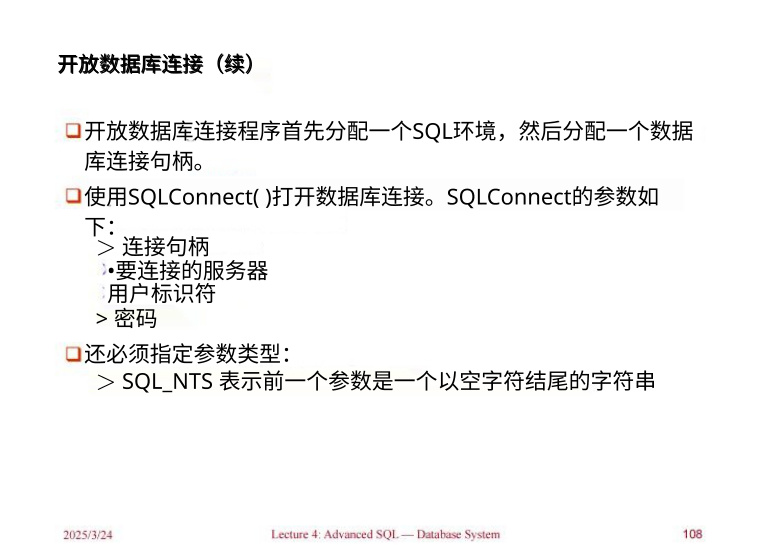 开放数据库连接（续）
❑开放数据库连接程序首先分配一个SQL环境，然后分配一个数据
库连接句柄。
❑使用SQLConnect( )打开数据库连接。SQLConnect的参数如
下：
＞ 连接句柄
•要连接的服务器
用户标识符
> 密码
❑还必须指定参数类型：
＞ SQL_NTS 表示前一个参数是一个以空字符结尾的字符串
2025/3/24
Lecture 4: Advanced SQL — Database System
108